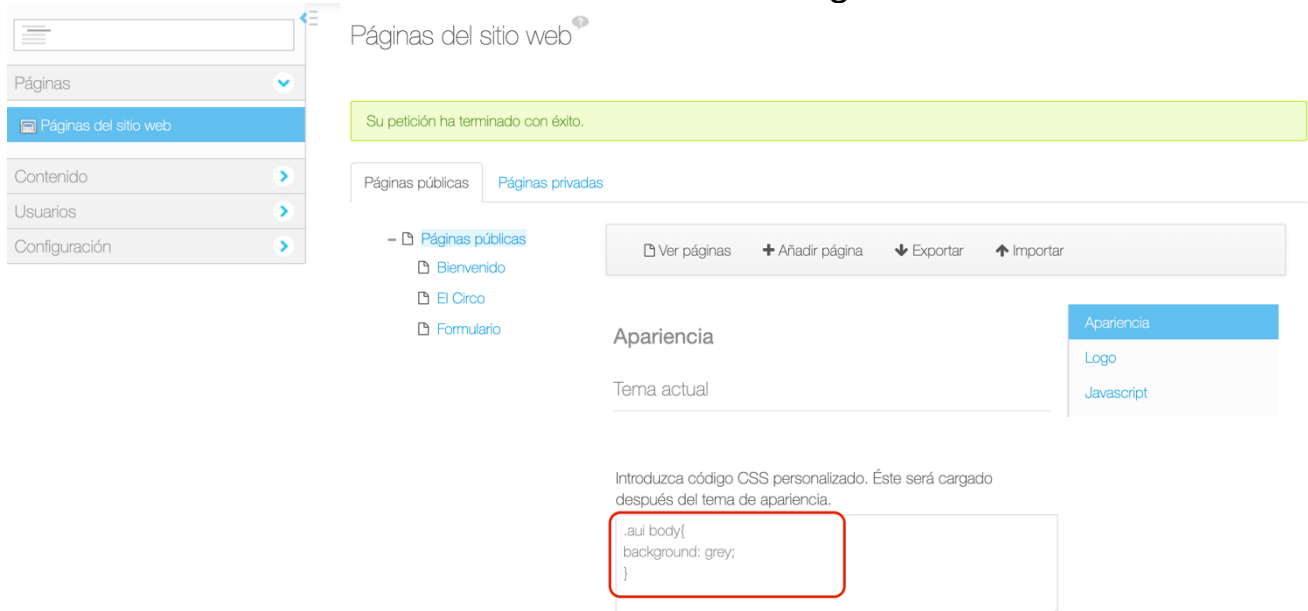 Páginas del sitio web
Páginas
Páginas del sitio web
Contenido
Usuarios
Configuración
Su petición ha terminado con éxito.
Páginas públicas Páginas privadas
Páginas públicas
Bienvenido
El Circo
Formulario
Ver páginas Añadir página Exportar Importar
Apariencia
Tema actual
Apariencia
Logo
Javascript
Introduzca código CSS personalizado. Éste será cargado
después del tema de apariencia.
.aui body{
background: grey;
}